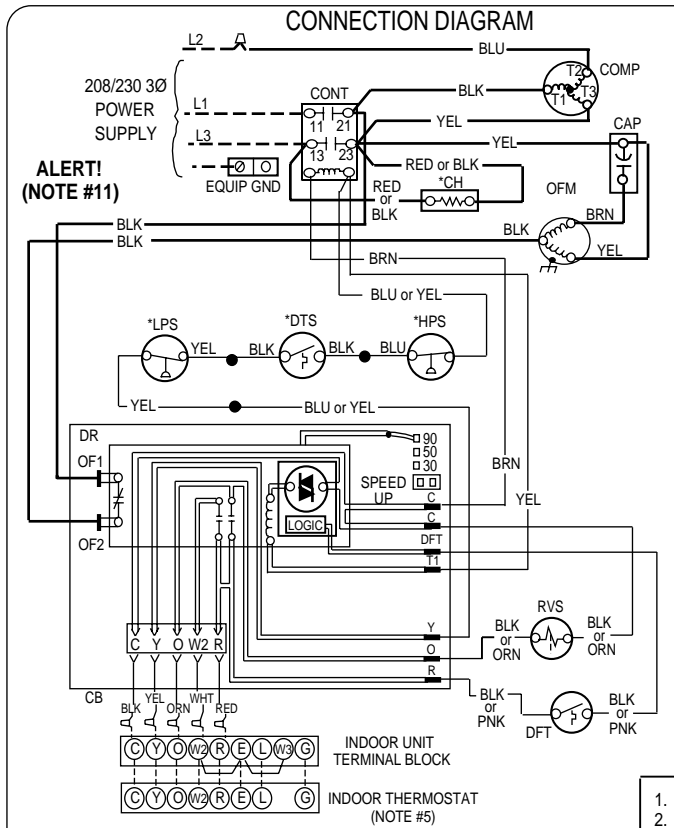 CONNECTION DIAGRAM
L2
BLU
T2
COMP
208/230 3Ø
POWER
SUPPLY
CONT
BLK
T1
T3
L1
11
21
YEL
CAP
L3
13
23
YEL
ALERT!
(NOTE #11)
EQUIP GND
RED or BLK
RED
or
BLK
*CH
OFM
BRN
BLK
BLK
BLK
YEL
BRN
BLU or YEL
*LPS
*DTS
*HPS
YEL
BLK
BLK
BLU
YEL
BLU or YEL
DR
90
50
30
OF1
SPEED
UP
BRN
YEL
C
C
LOGIC
DFT
OF2
T1
RVS
Y
BLK
or
ORN
BLK
or
ORN
C Y O W2 R
O
R
CB
BLK
YEL
ORN
WHT
RED
BLK
or
PNK
BLK
or
PNK
DFT
C Y O W2 R E L W3 G
INDOOR UNIT
TERMINAL BLOCK
C Y O W2 R E L G
INDOOR THERMOSTAT
(NOTE #5)
1.
2.